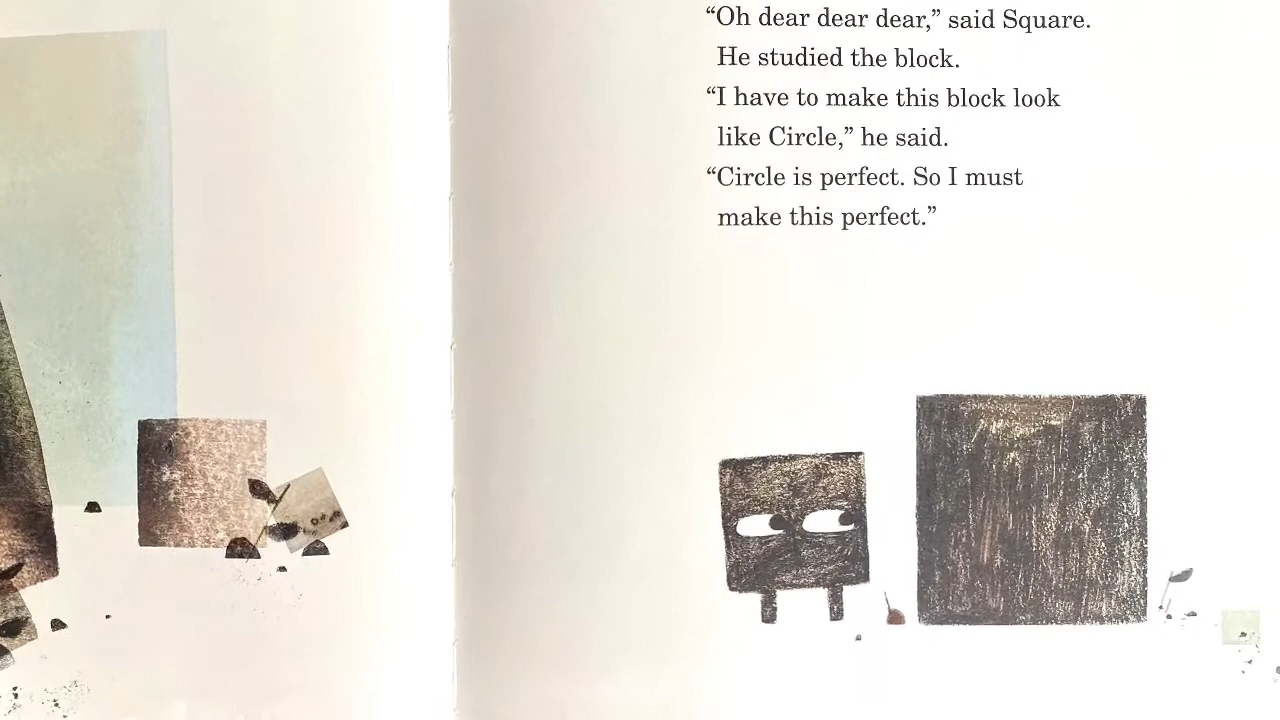 “Oh dear dear dear,” said Square.
He studied the block.
“I have to make this block look
like Circle,” he said.
“Circle is perfect. So I must
make this perfect.”